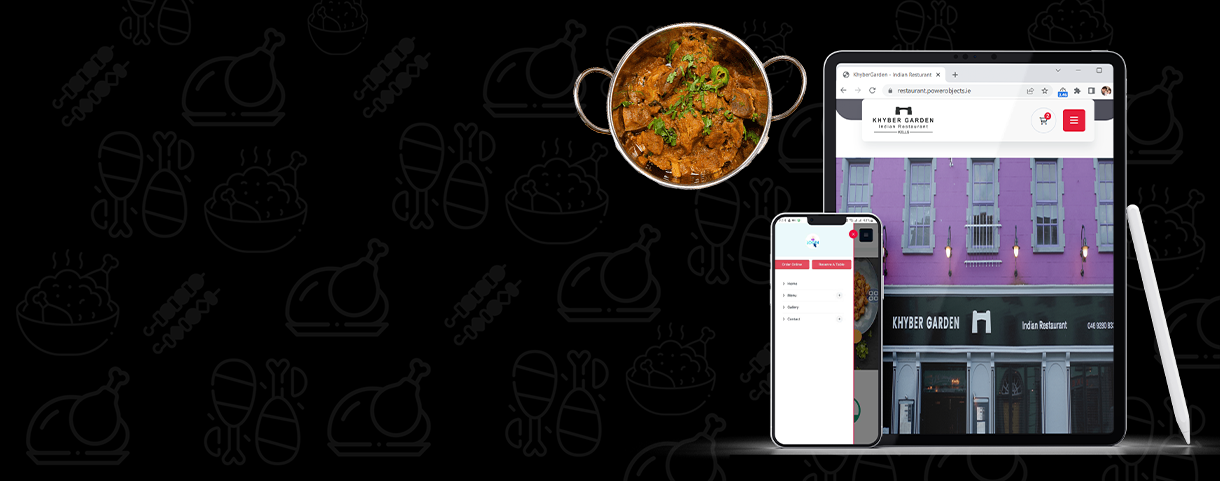 KhyberGarden - Indian Resturant
restaurant.powerobjects.ie
KHYBER GARDEN
Indian Restaurant
KELLS
Order Online
Reserve A Table
Home
Menu
Gallery
Contact
KHYBER GARDEN
Indian Restaurant